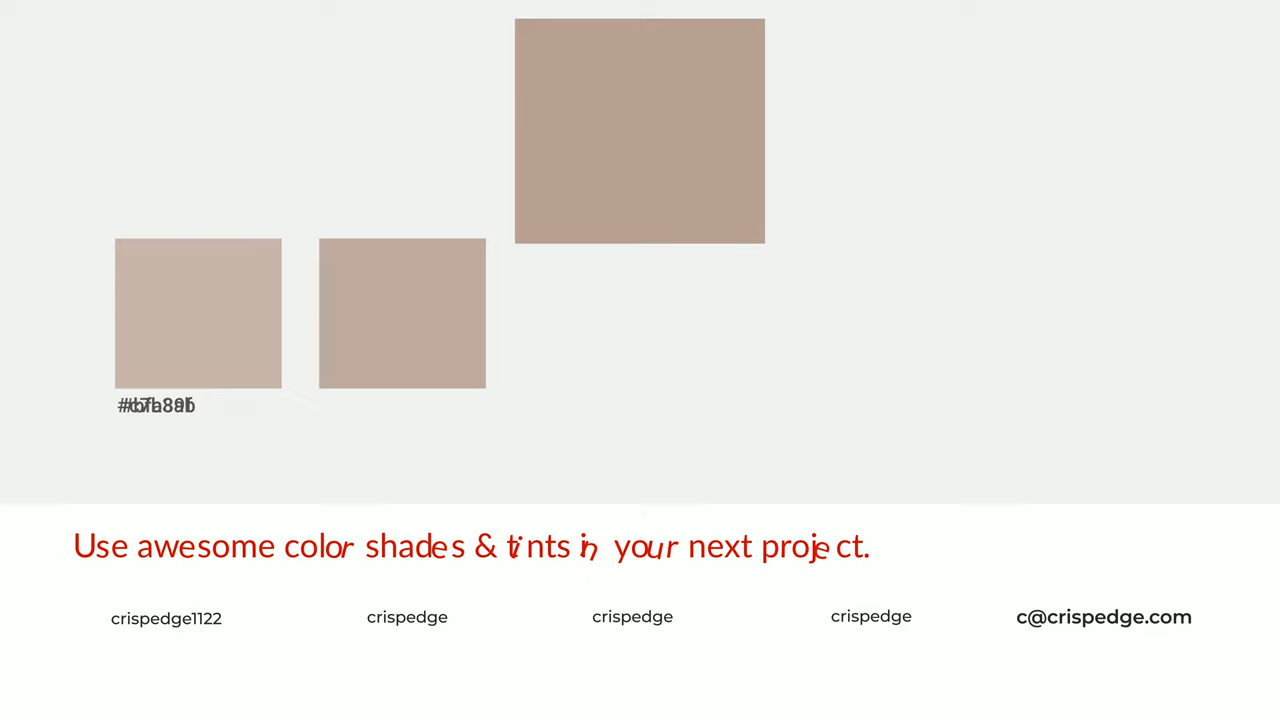 Use awesome color shades & tints in your next project.
crispedge1122 crispedge crispedge crispedge c@crispedge.com